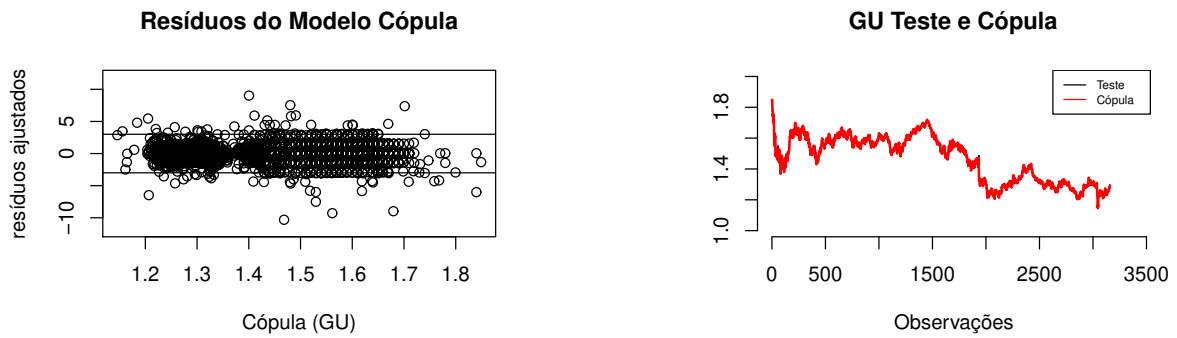 Resíduos do Modelo Cópula
resíduos ajustados
5
0
−10
1.2 1.3 1.4 1.5 1.6 1.7 1.8
Cópula (GU)
GU Teste e Cópula
Teste
Cópula
1.8
1.4
1.0
0 500 1500 2500 3500
Observações